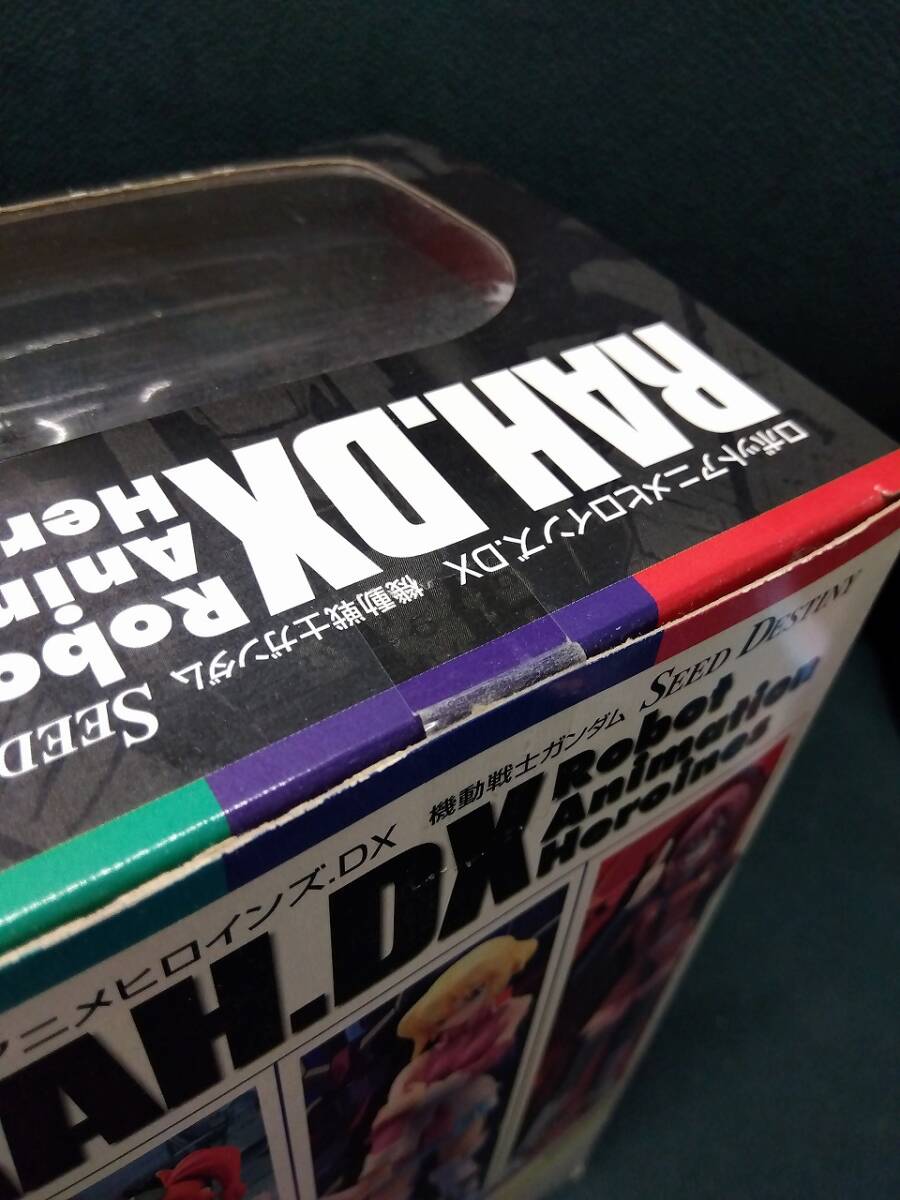 ロボットアニメヒロインズ.DX 機動戦士ガンダム SEED
RAH.DX
Robo
Anim
Her
アニメヒロインズ.DX 機動戦士ガンダム SEED DESTINY
RAH.DX
Robot
Animation
Heroines